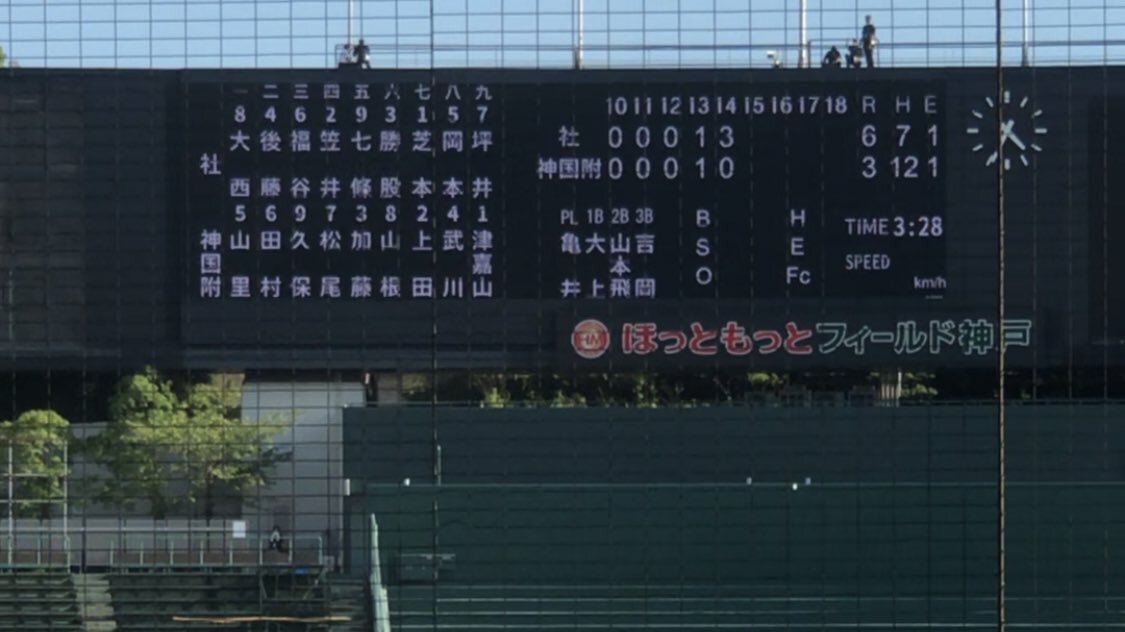 一 二 三 四 五 六 七 八 九
8 4 6 2 9 3 1 5 7
社 大西 後藤 福谷 笠井 七條 勝股 芝本 岡本 坪井
5 6 9 7 3 8 2 4 1
神国附 山里 田村 久保 松尾 加藤 山根 上田 武川 津嘉山
10 11 12 13 14 15 16 17 18 R H E
社 0 0 0 1 3 6 7 1
神国附 0 0 0 1 0 3 12 1
PL 1B 2B 3B
亀井 大上 山本飛 吉岡
B
S
O
H
E
Fc
TIME 3:28
SPEED
km/h
HM ほっともっとフィールド神戸